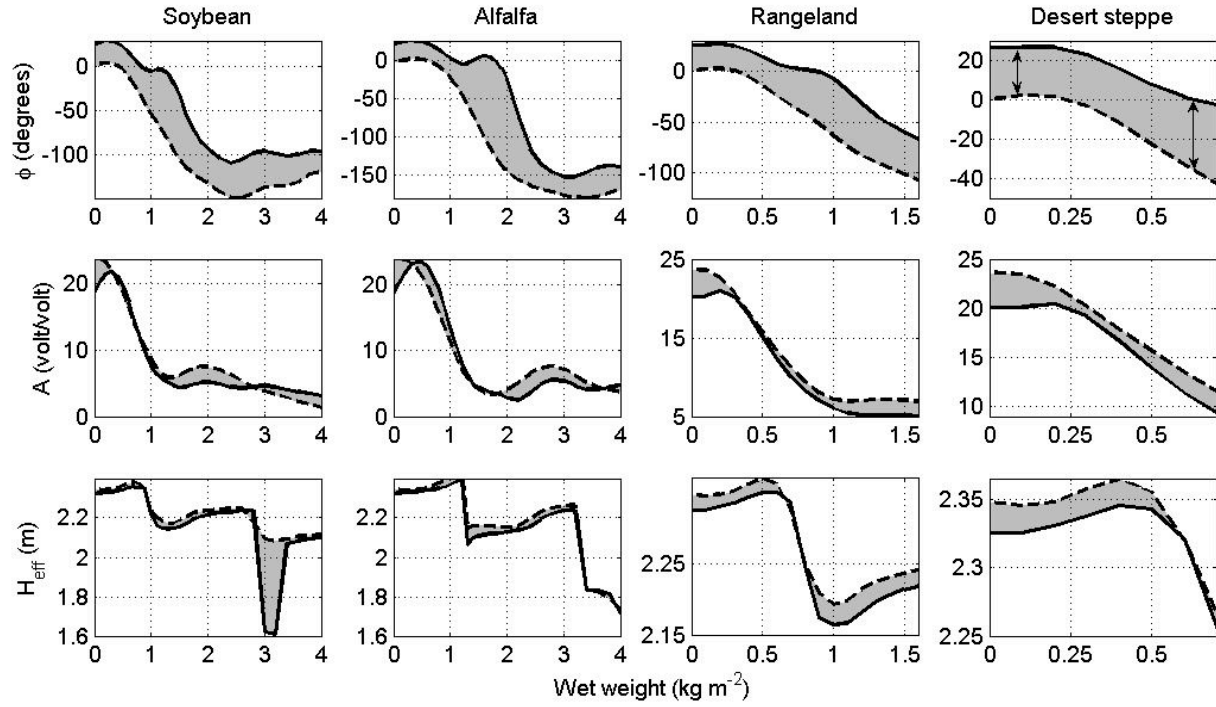 Soybean Alfalfa Rangeland Desert steppe
ϕ (degrees)
0
-50
-100
0 1 2 3 4
0
-50
-100
-150
0 1 2 3 4
0
-50
-100
0 0.5 1 1.5
20
0
-20
-40
0 0.25 0.5
A (volt/volt)
20
10
0
0 1 2 3 4
20
10
0
0 1 2 3 4
25
20
15
10
5
0 0.5 1 1.5
25
20
15
10
0 0.25 0.5
H_eff (m)
2.2
2
1.8
1.6
0 1 2 3 4
2.2
2
1.8
1.6
0 1 2 3 4
2.25
2.15
0 0.5 1 1.5
2.35
2.3
2.25
0 0.25 0.5
Wet weight (kg m⁻²)